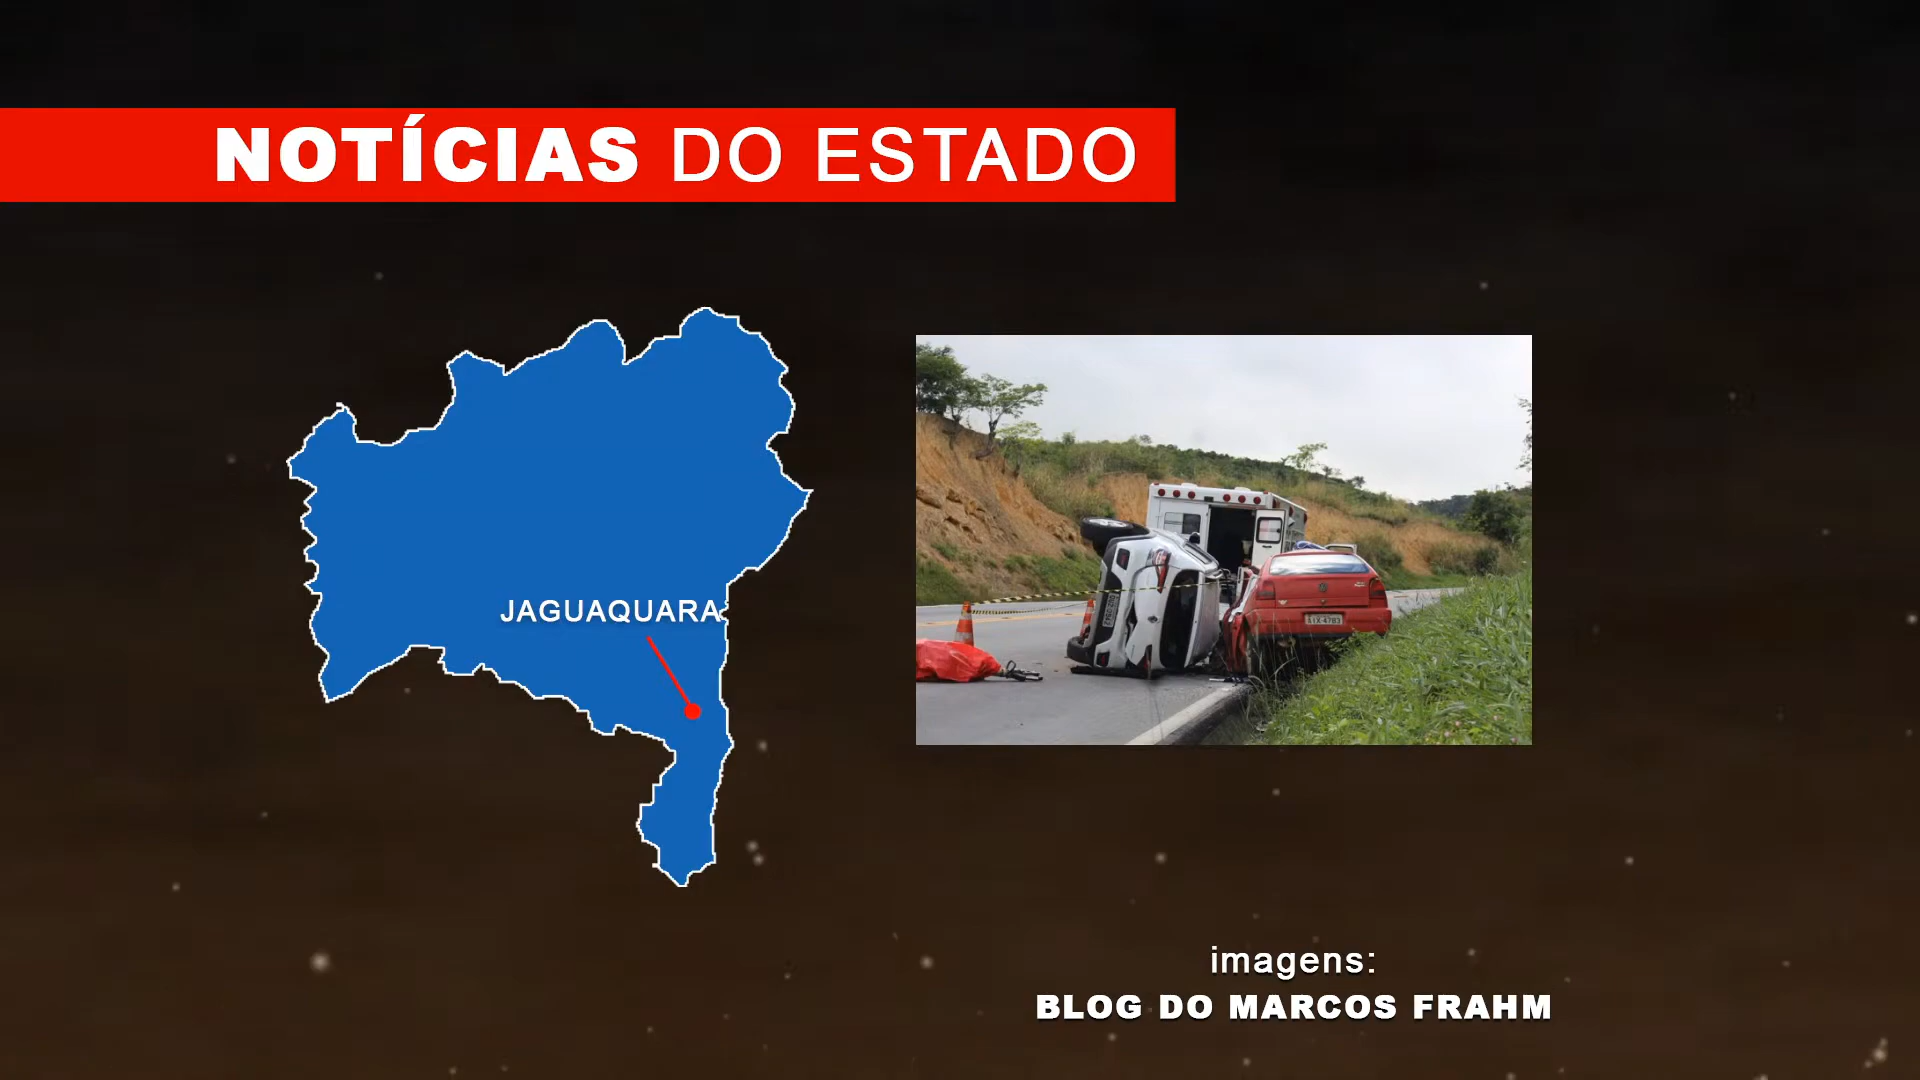 NOTÍCIAS DO ESTADO
JAGUAQUARA
imagens:
BLOG DO MARCOS FRAHM